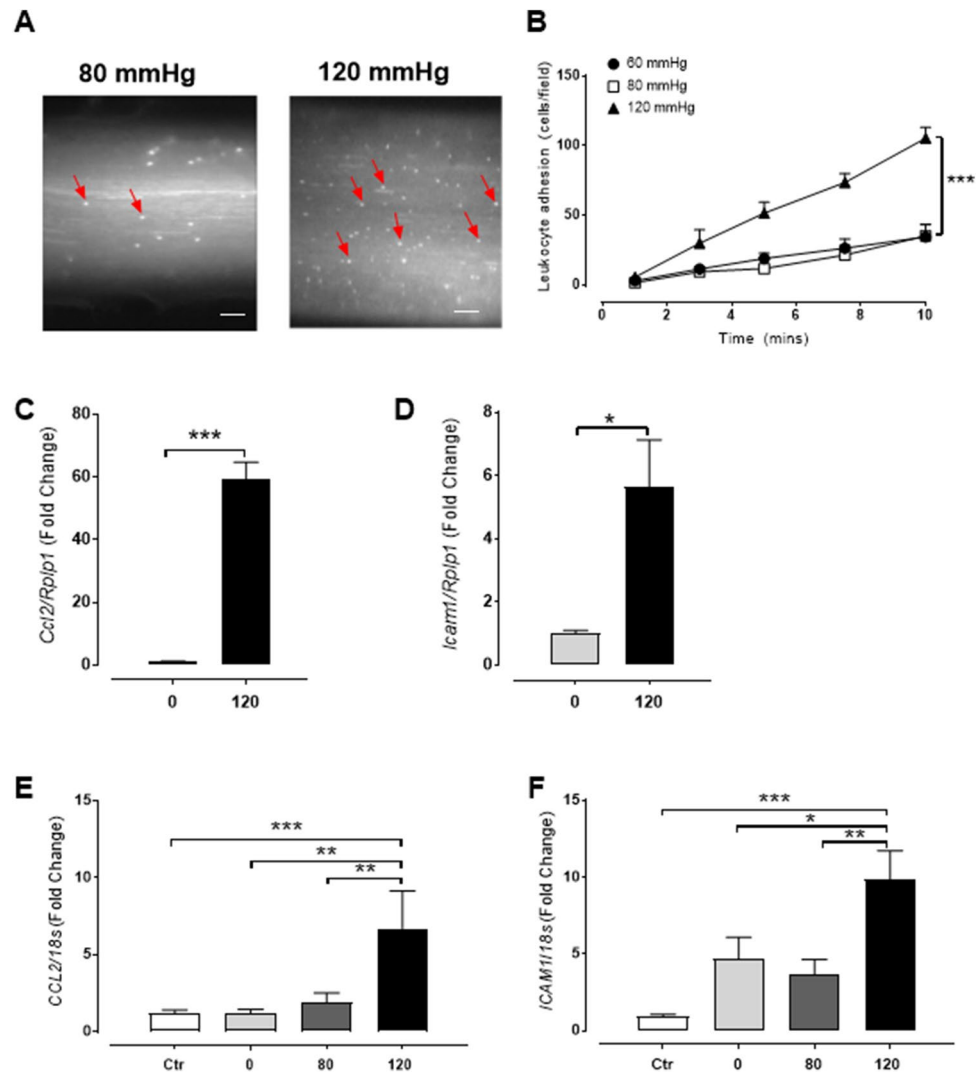 A
80 mmHg
120 mmHg
B
60 mmHg
80 mmHg
120 mmHg
Leukocyte adhesion (cells/field)
150
100
50
0
***
0 2 4 6 8 10
Time (mins)
C
Ccl2/Rplp1 (Fold Change)
80
60
40
20
0
***
0 120
D
Icam1/Rplp1 (Fold Change)
8
6
4
2
0
*
0 120
E
CCL2/18s (Fold Change)
15
10
5
0
***
**
**
Ctr 0 80 120
F
ICAM1/18s (Fold Change)
15
10
5
0
***
*
**
Ctr 0 80 120